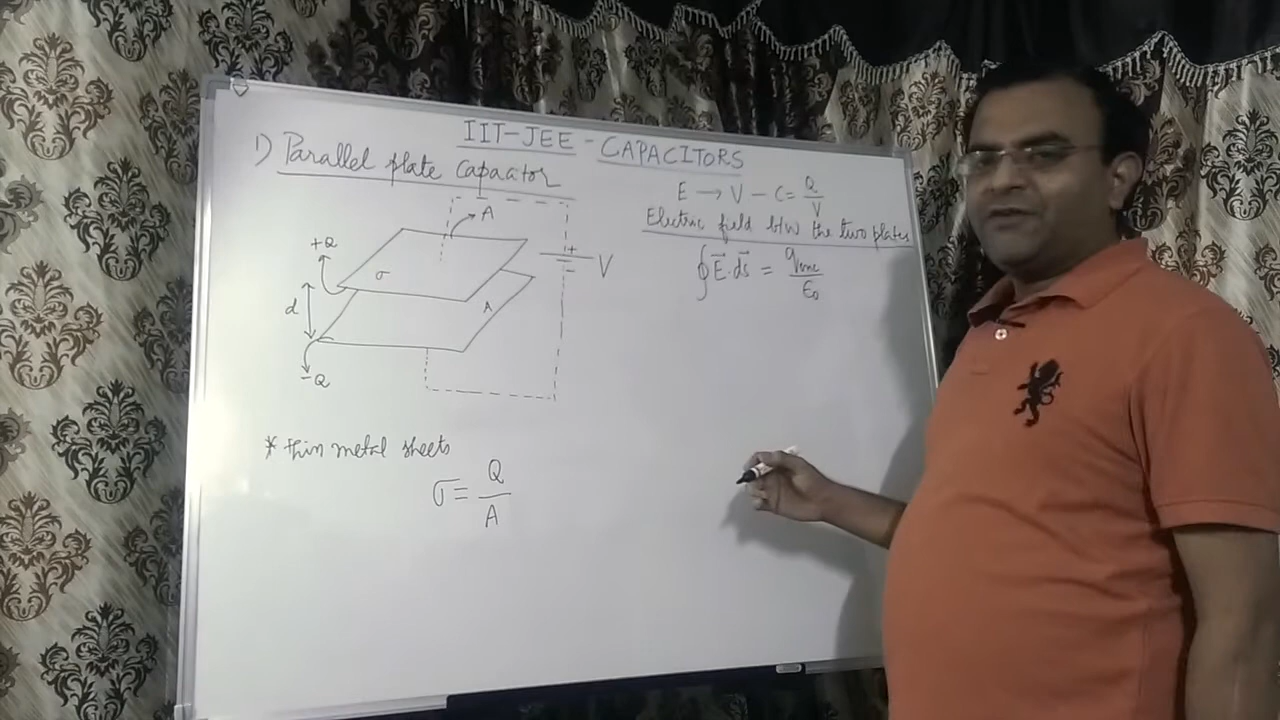 IIT-JEE - CAPACITORS
1) Parallel plate capacitor
E → V - C = Q/V
Electric field b/w the two plates
∮ E⃗·ds⃗ = q_enc/ε₀
A
+Q
σ
+
-
V
d
A
-Q
* thin metal sheets
σ = Q/A